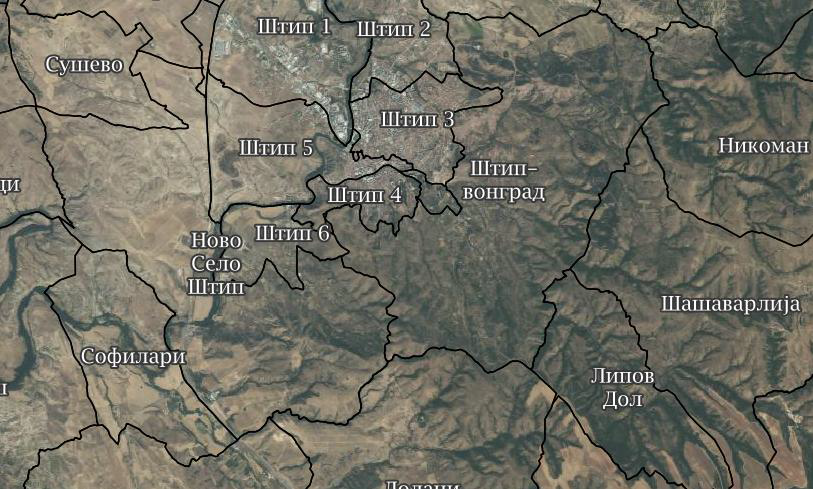 Штип 1
Штип 2
Сушево
Штип 3
Штип 5
Никоман
Штип–
вонград
ци
Штип 4
Ново
Село
Штип
Штип 6
Шашаварлија
Софилари
Липов
Дол